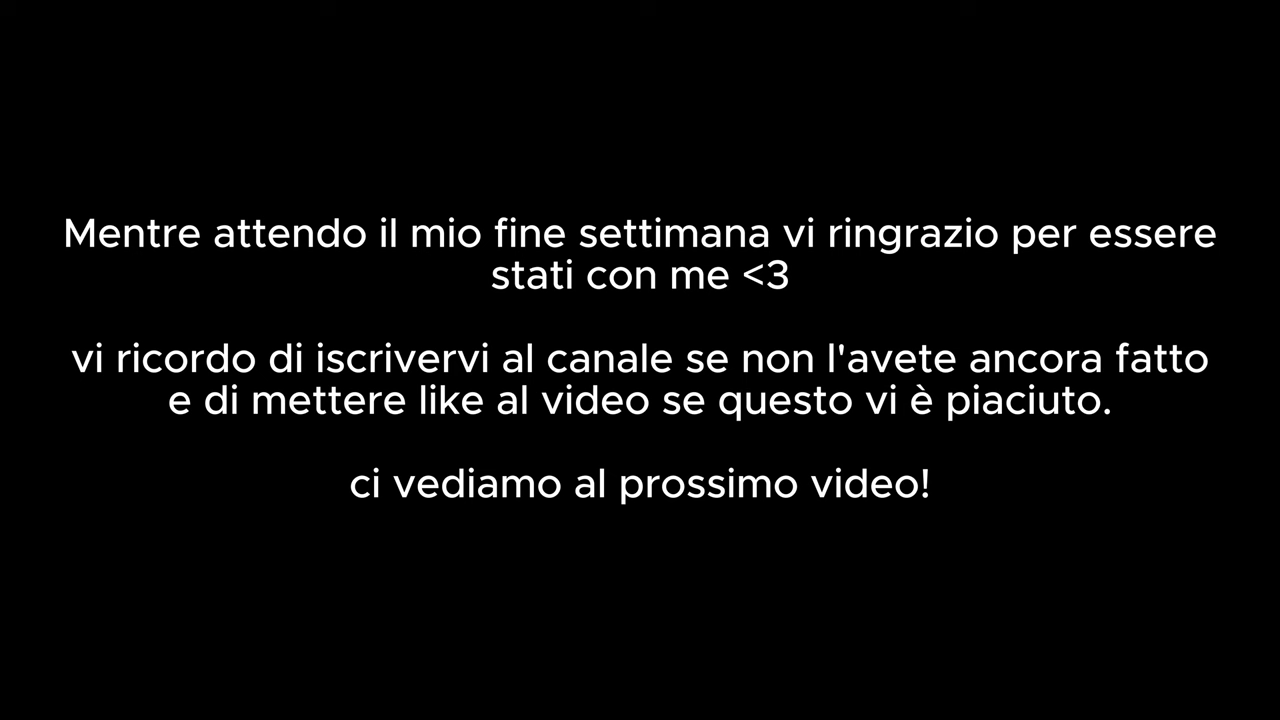 Mentre attendo il mio fine settimana vi ringrazio per essere
stati con me <3
vi ricordo di iscrivervi al canale se non l'avete ancora fatto
e di mettere like al video se questo vi è piaciuto.
ci vediamo al prossimo video!